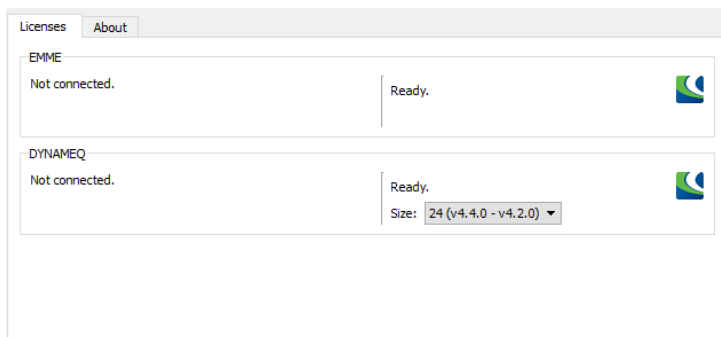 Licenses About
EMME
Not connected.
Ready.
DYNAMEQ
Not connected.
Ready.
Size: 24 (v4.4.0 - v4.2.0)